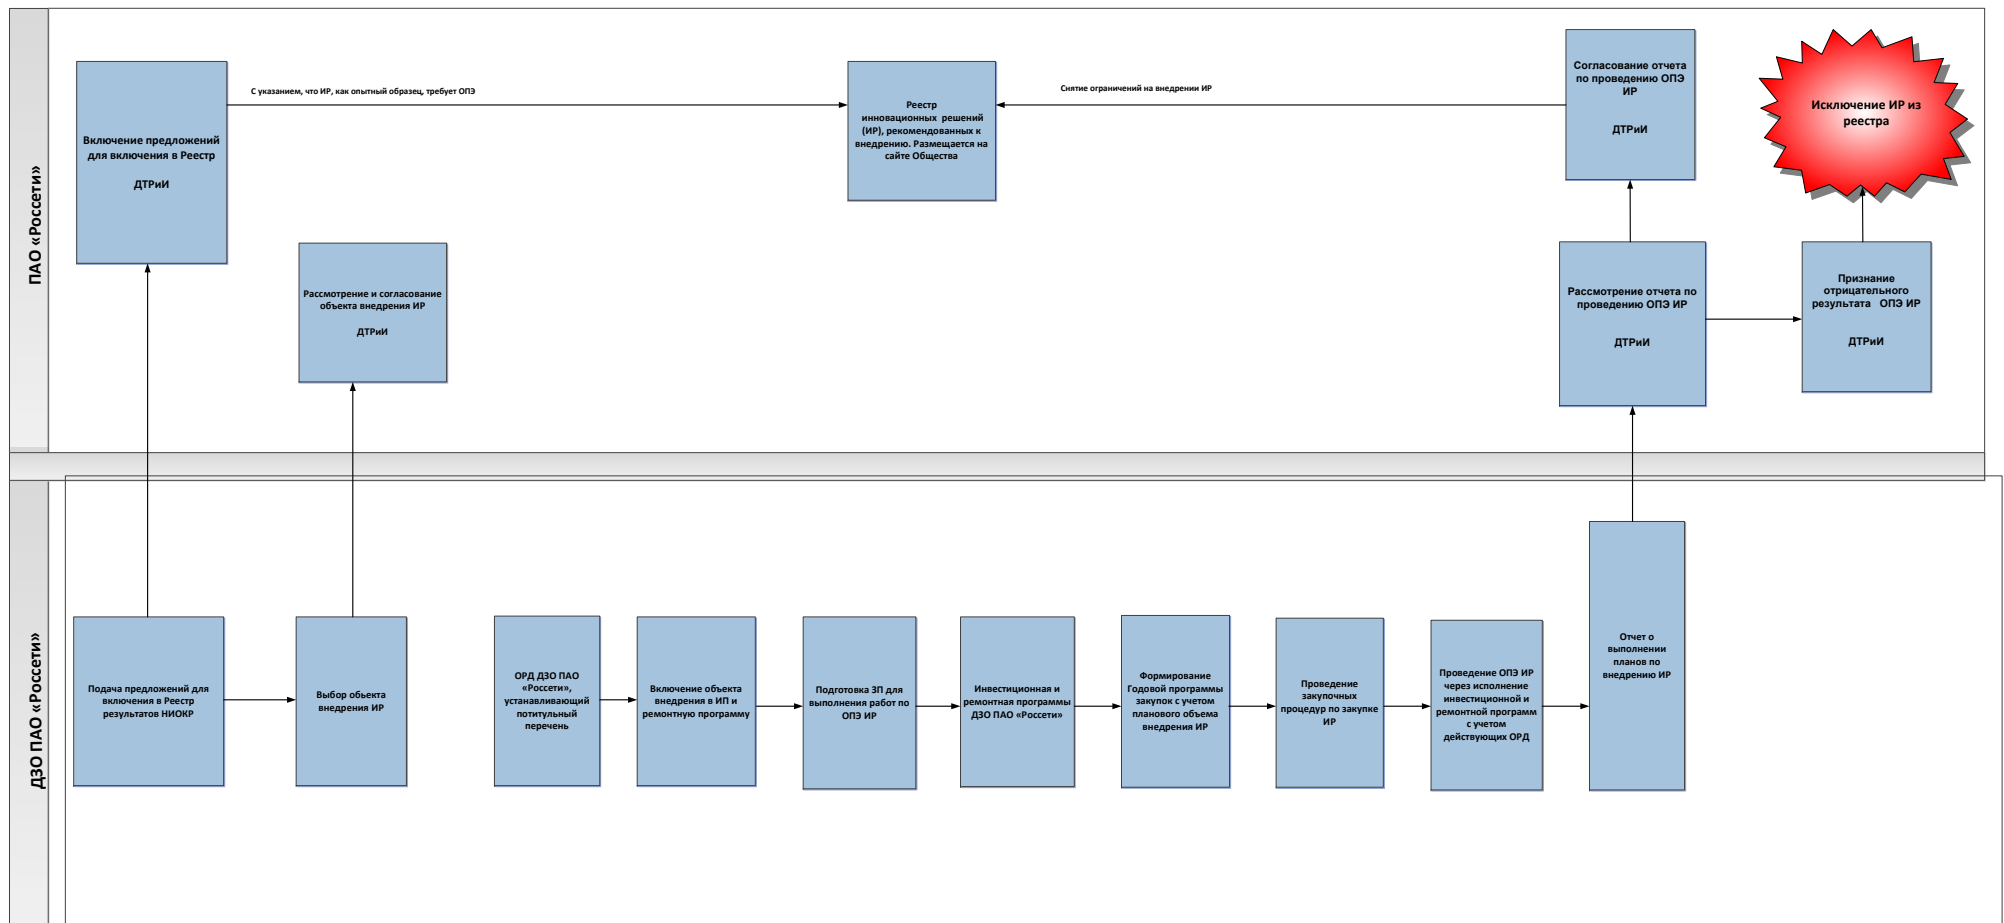 ПАО «Россети»
Включение предложений
для включения в Реестр
ДТРиИ
С указанием, что ИР, как опытный образец, требует ОПЭ
Реестр
инновационных решений
(ИР), рекомендованных к
внедрению. Размещается на
сайте Общества
Снятие ограничений на внедрении ИР
Согласование отчета
по проведению ОПЭ
ИР
ДТРиИ
Исключение ИР из
реестра
Рассмотрение и согласование
объекта внедрения ИР
ДТРиИ
Рассмотрение отчета по
проведению ОПЭ ИР
ДТРиИ
Признание
отрицательного
результата ОПЭ ИР
ДТРиИ
ДЗО ПАО «Россети»
Подача предложений для
включения в Реестр
результатов НИОКР
Выбор обьекта
внедрения ИР
ОРД ДЗО ПАО
«Россети»,
устанавливающий
потитульный
перечень
Включение объекта
внедрения в ИП и
ремонтную программу
Подготовка ЗП для
выполнения работ по
ОПЭ ИР
Инвестиционная и
ремонтная программы
ДЗО ПАО «Россети»
Формирование
Годовой программы
закупок с учетом
планового объема
внедрения ИР
Проведение
закупочных
процедур по закупке
ИР
Проведение ОПЭ ИР
через исполнение
инвестиционной и
ремонтной программ
с учетом
действующих ОРД
Отчет о
выполнении
планов по
внедрению ИР